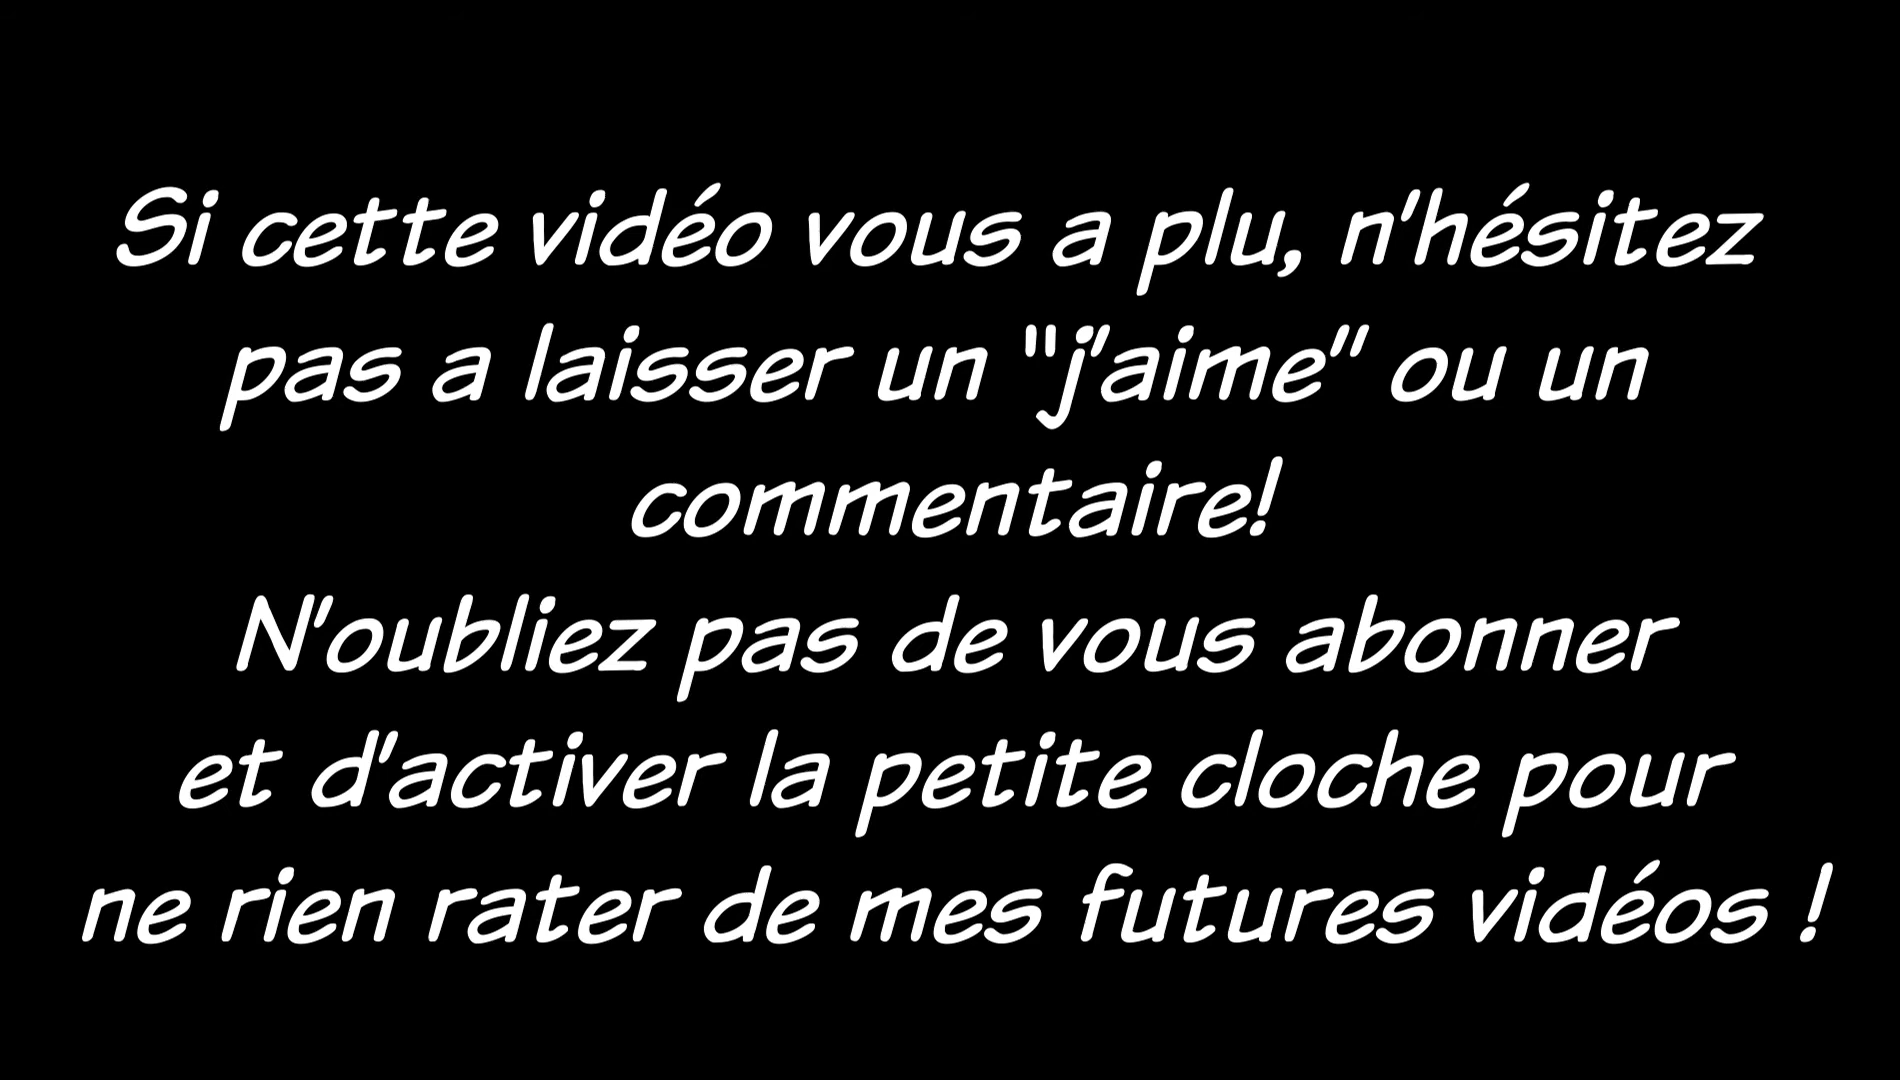 Si cette vidéo vous a plu, n'hésitez
pas a laisser un "j'aime" ou un
commentaire!
N'oubliez pas de vous abonner
et d'activer la petite cloche pour
ne rien rater de mes futures vidéos !